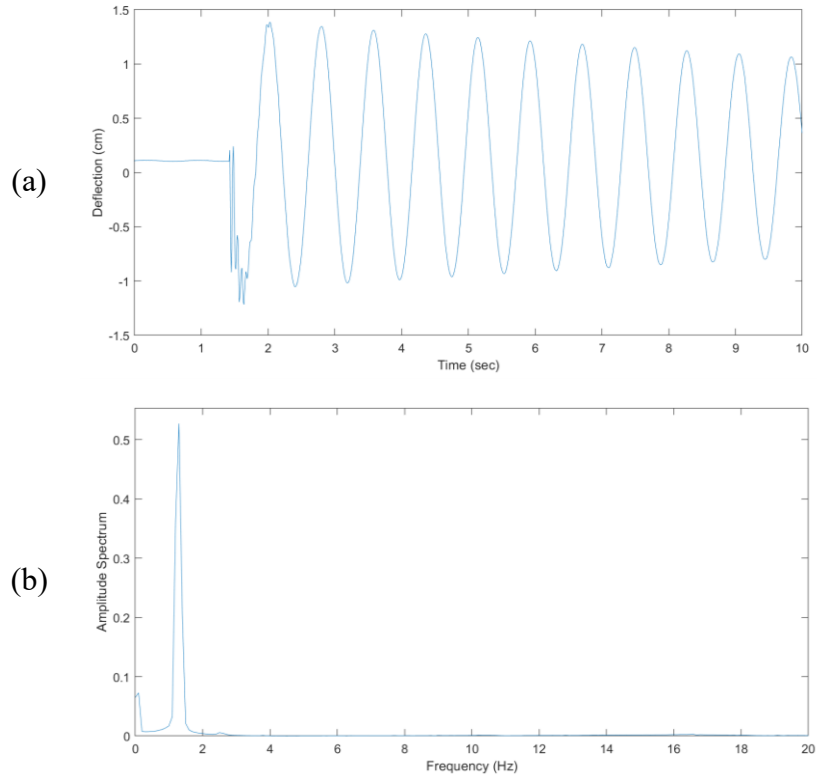 (a)
Deflection (cm)
1.5
1
0.5
0
-0.5
-1
-1.5
0 1 2 3 4 5 6 7 8 9 10
Time (sec)
(b)
Amplitude Spectrum
0.5
0.4
0.3
0.2
0.1
0
0 2 4 6 8 10 12 14 16 18 20
Frequency (Hz)